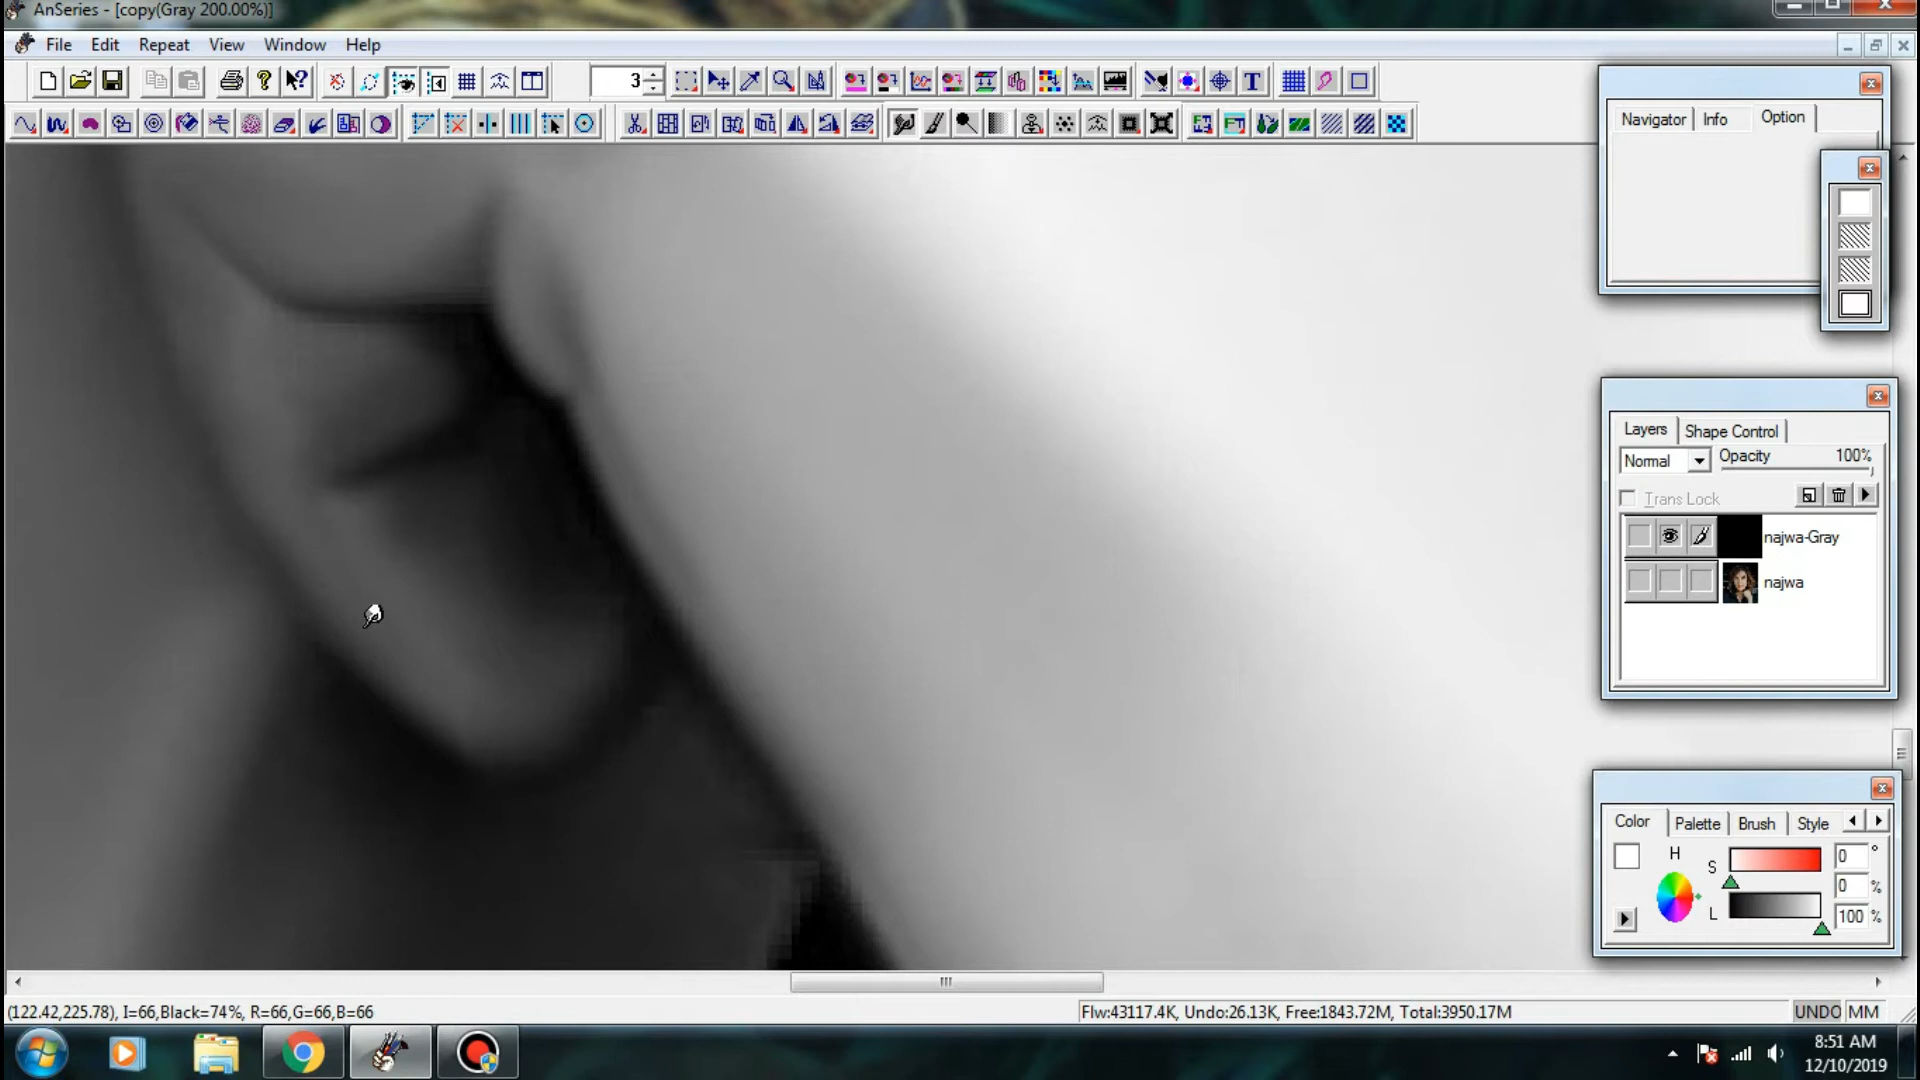 AnSeries - [copy(Gray 200.00%)]
File Edit Repeat View Window Help
3
Navigator Info Option
Layers Shape Control
Normal Opacity 100%
Trans Lock
najwa-Gray
najwa
Color Palette Brush Style
H S 0 °
0 %
L 100 %
(122.42,225.78), I=66,Black=74%, R=66,G=66,B=66 Flw:43117.4K, Undo:26.13K, Free:1843.72M, Total:3950.17M UNDO MM
8:51 AM
12/10/2019